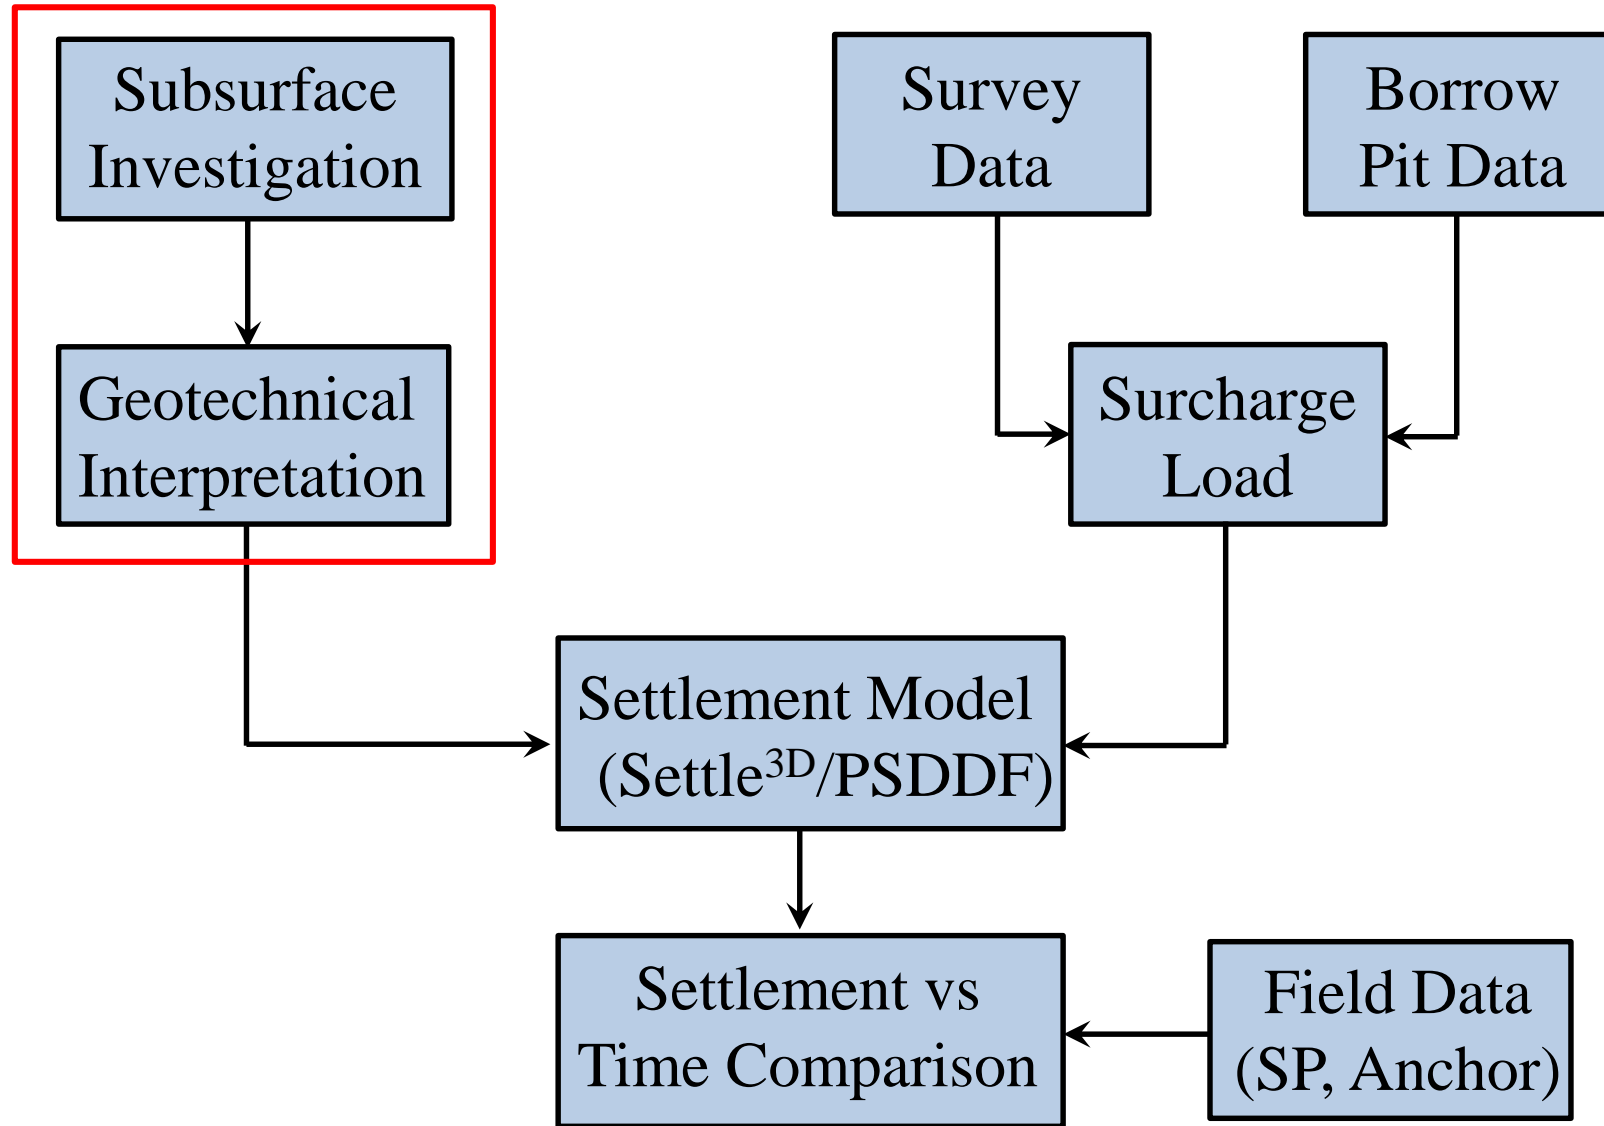 Subsurface
Investigation
Survey
Data
Borrow
Pit Data
Geotechnical
Interpretation
Surcharge
Load
Settlement Model
(Settle³ᴰ/PSDDF)
Settlement vs
Time Comparison
Field Data
(SP, Anchor)